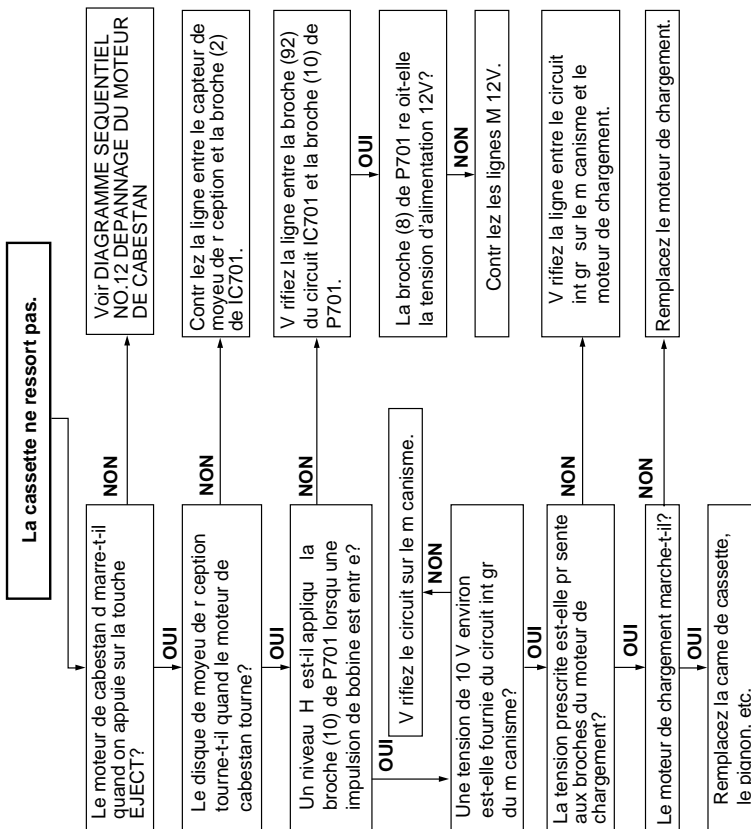 La cassette ne ressort pas.
Le moteur de cabestan d marre-t-il
quand on appuie sur la touche
EJECT?
NON
Voir DIAGRAMME SEQUENTIEL
NO.12 DEPANNAGE DU MOTEUR
DE CABESTAN
OUI
Le disque de moyeu de r ception
tourne-t-il quand le moteur de
cabestan tourne?
NON
Contr lez la ligne entre le capteur de
moyeu de r ception et la broche (2)
de IC701.
OUI
Un niveau H est-il appliqu la
broche (10) de P701 lorsqu une
impulsion de bobine est entr e?
NON
V rifiez la ligne entre la broche (92)
du circuit IC701 et la broche (10) de
P701.
OUI
La broche (8) de P701 re oit-elle
la tension d'alimentation 12V?
NON
Contr lez les lignes M 12V.
OUI
V rifiez le circuit sur le m canisme.
NON
Une tension de 10 V environ
est-elle fournie du circuit int gr
du m canisme?
OUI
La tension prescrite est-elle pr sente
aux broches du moteur de
chargement?
NON
V rifiez la ligne entre le circuit
int gr sur le m canisme et le
moteur de chargement.
OUI
Le moteur de chargement marche-t-il?
NON
Remplacez le moteur de chargement.
OUI
Remplacez la came de cassette,
le pignon, etc.